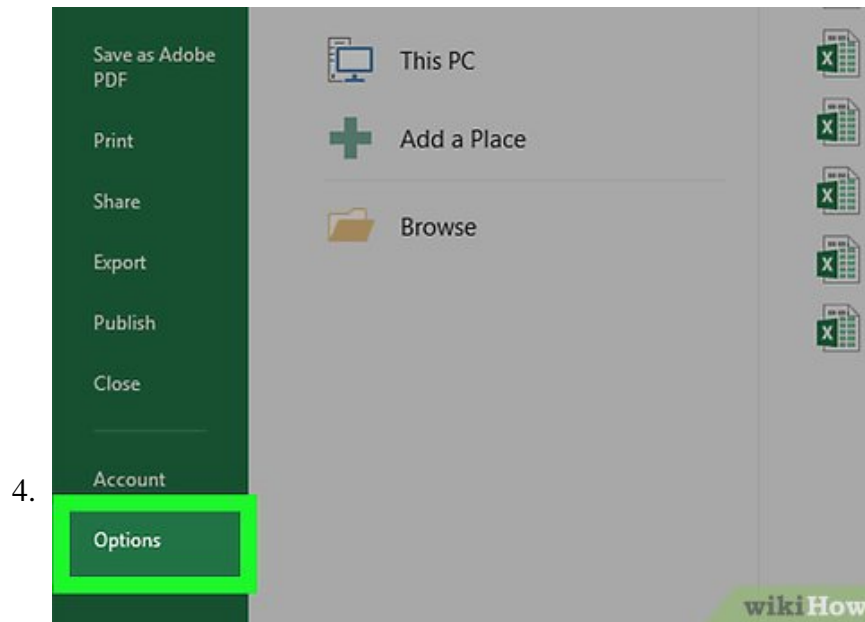 Save as Adobe
PDF
Print
Share
Export
Publish
Close
Account
4.
Options
This PC
Add a Place
Browse
X
X
X
X
X
wikiHow